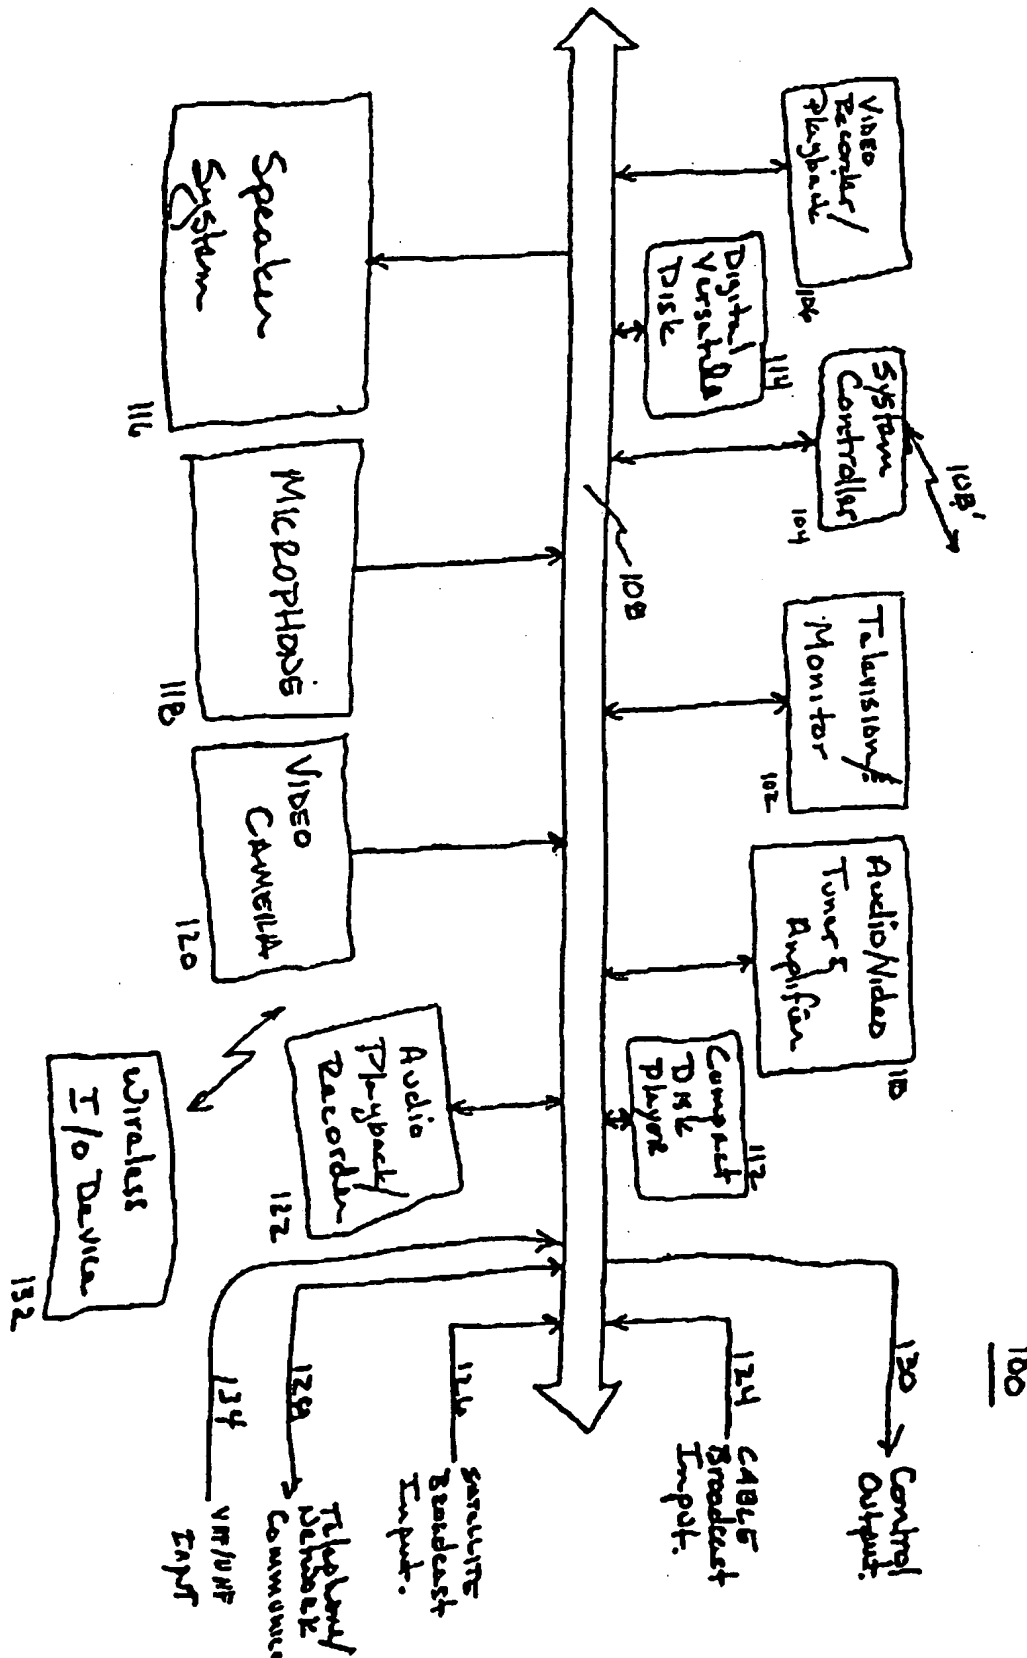 100
VIDEO
Recorder/
Playback
106
Digital
Versatile
Disk
114
System
Controller
104
108'
108
Television/
Monitor
102
Audio/Video
Tuner &
Amplifier
110
Compact
Disk
Player
112
130
Control
Output.
124
CABLE
Broadcast
Input.
Speaker
System
116
MICROPHONE
118
VIDEO
CAMERA
120
Audio
Playback/
Recorder
122
Wireless
I/O Device
132
126
SATELLITE
Broadcast
Input.
128
Telephone/
Network
134
VHF/UHF
INPUT